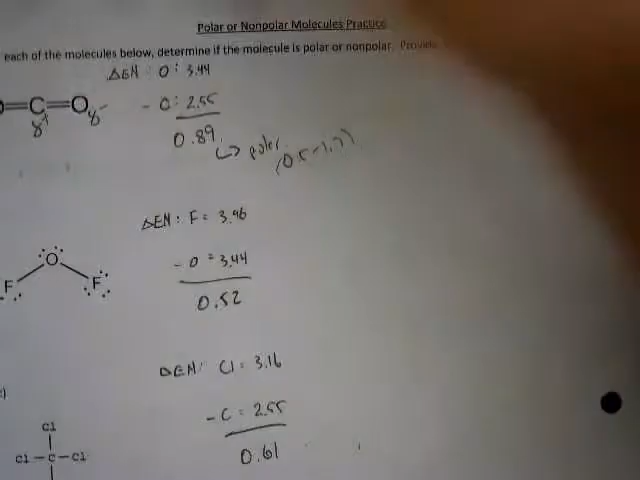 Polar or Nonpolar Molecules Practice
each of the molecules below, determine if the molecule is polar or nonpolar. Provide
ΔEN: O: 3.44
=C=O
δ+ δ-
- C: 2.55
0.89
↳ polar
(0.5-1.7)
ΔEN: F = 3.96
O
- O = 3.44
F F
0.52
ΔEN: Cl = 3.16
- C = 2.55
Cl
Cl-C-Cl
0.61